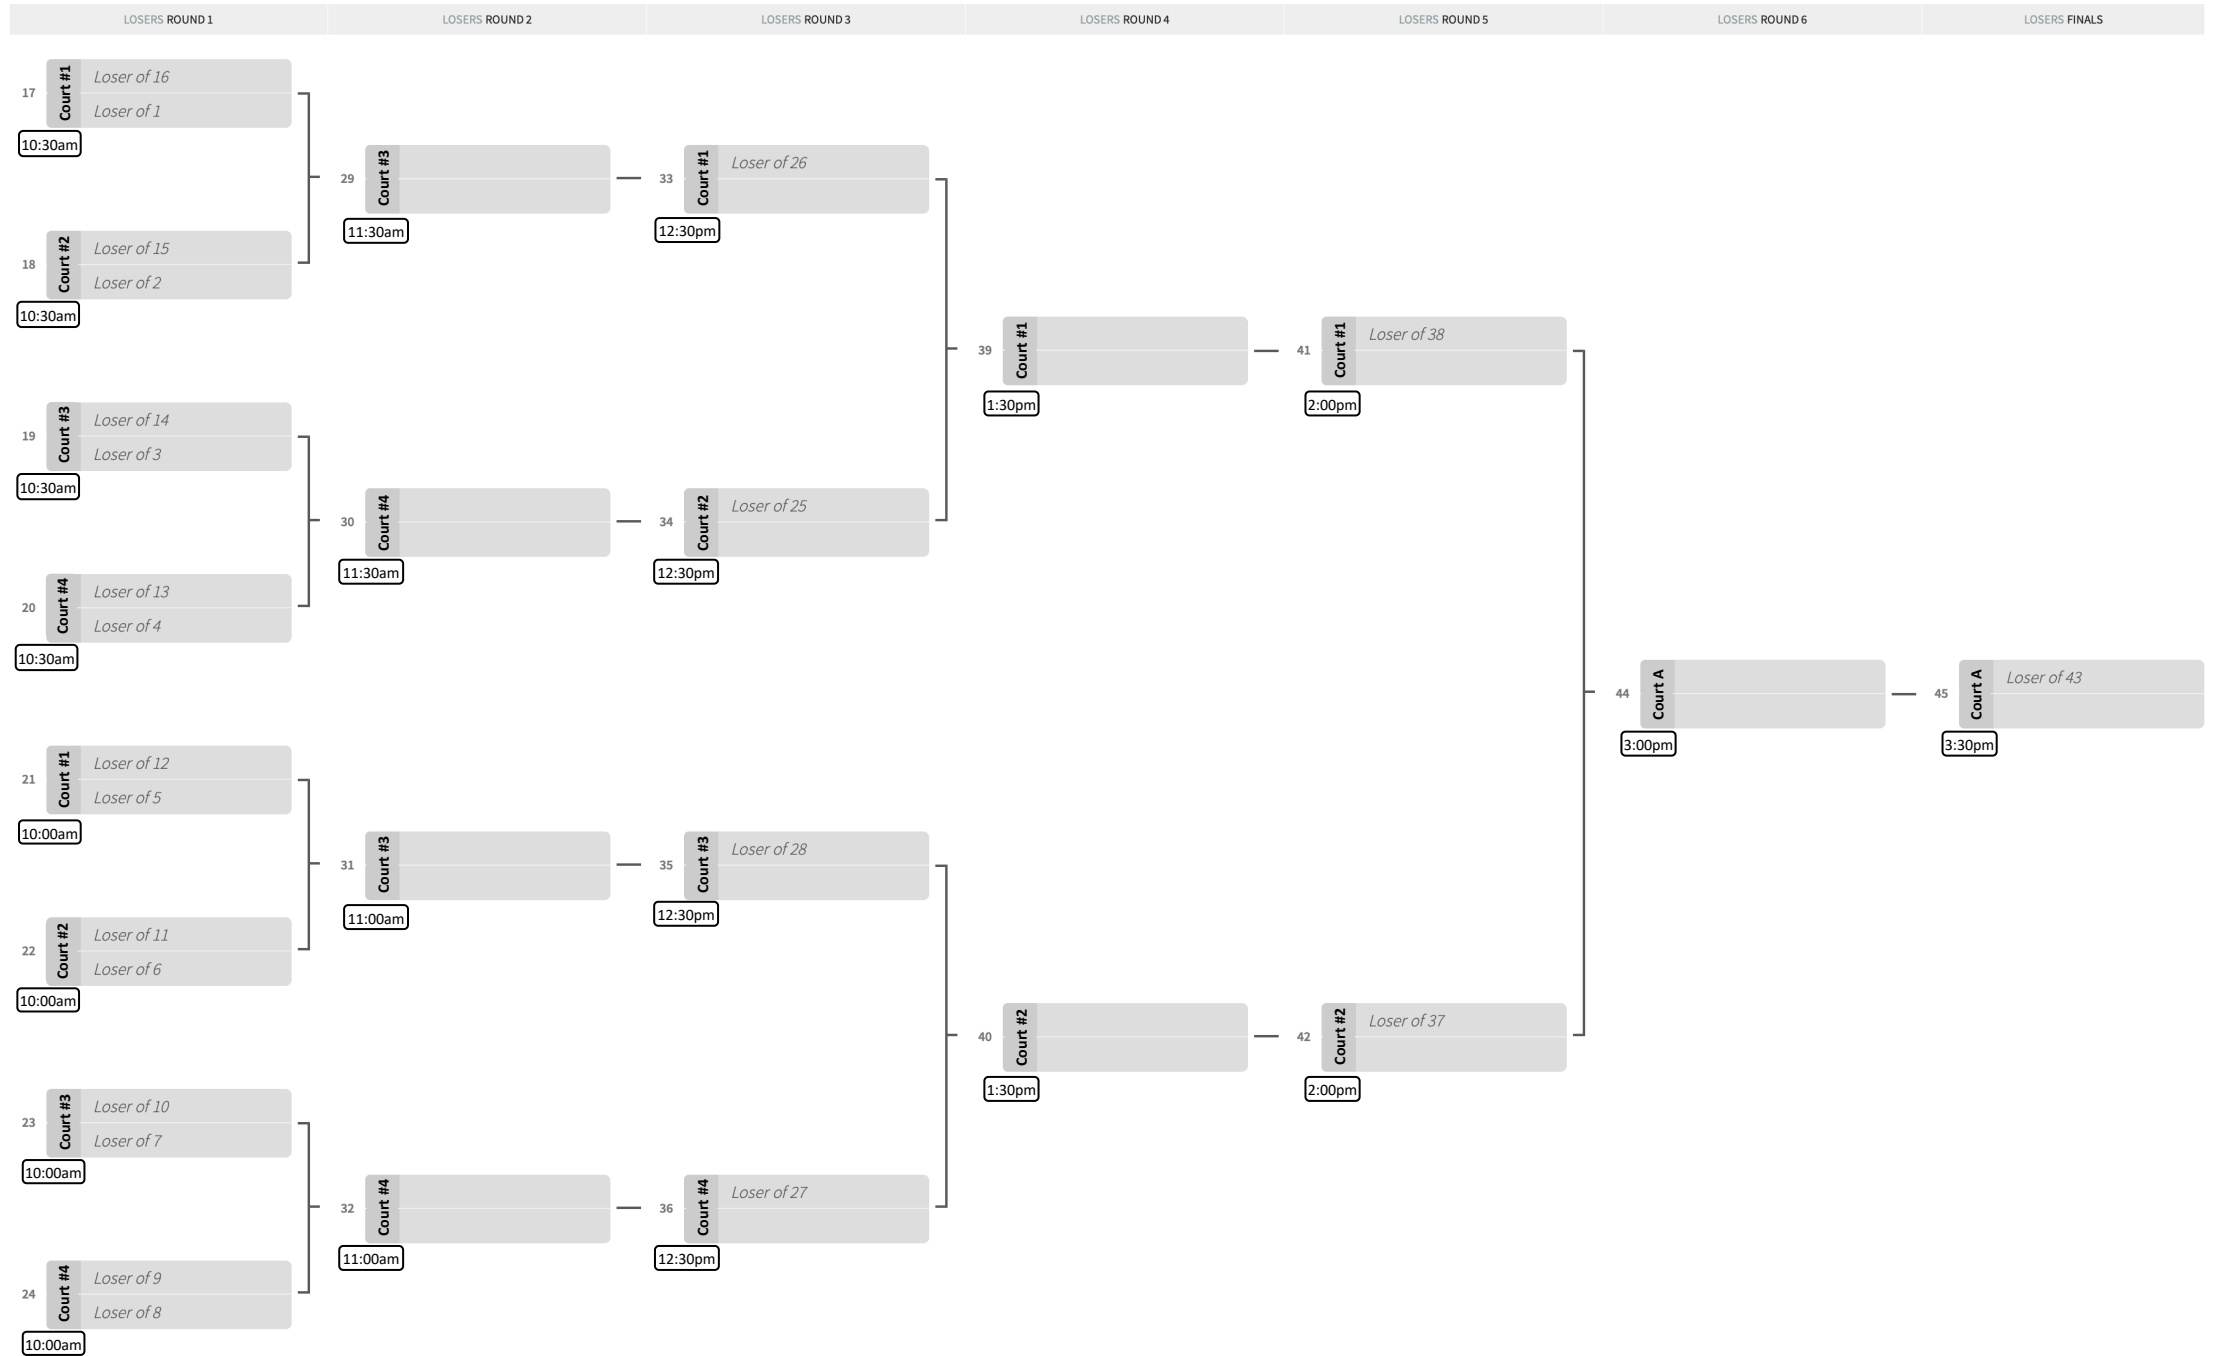 LOSERS ROUND 1
LOSERS ROUND 2
LOSERS ROUND 3
LOSERS ROUND 4
LOSERS ROUND 5
LOSERS ROUND 6
LOSERS FINALS
17
Court #1
Loser of 16
Loser of 1
10:30am
18
Court #2
Loser of 15
Loser of 2
10:30am
19
Court #3
Loser of 14
Loser of 3
10:30am
20
Court #4
Loser of 13
Loser of 4
10:30am
21
Court #1
Loser of 12
Loser of 5
10:00am
22
Court #2
Loser of 11
Loser of 6
10:00am
23
Court #3
Loser of 10
Loser of 7
10:00am
24
Court #4
Loser of 9
Loser of 8
10:00am
29
Court #3
11:30am
30
Court #4
11:30am
31
Court #3
11:00am
32
Court #4
11:00am
33
Court #1
Loser of 26
12:30pm
34
Court #2
Loser of 25
12:30pm
35
Court #3
Loser of 28
12:30pm
36
Court #4
Loser of 27
12:30pm
39
Court #1
1:30pm
40
Court #2
1:30pm
41
Court #1
Loser of 38
2:00pm
42
Court #2
Loser of 37
2:00pm
44
Court A
3:00pm
45
Court A
Loser of 43
3:30pm